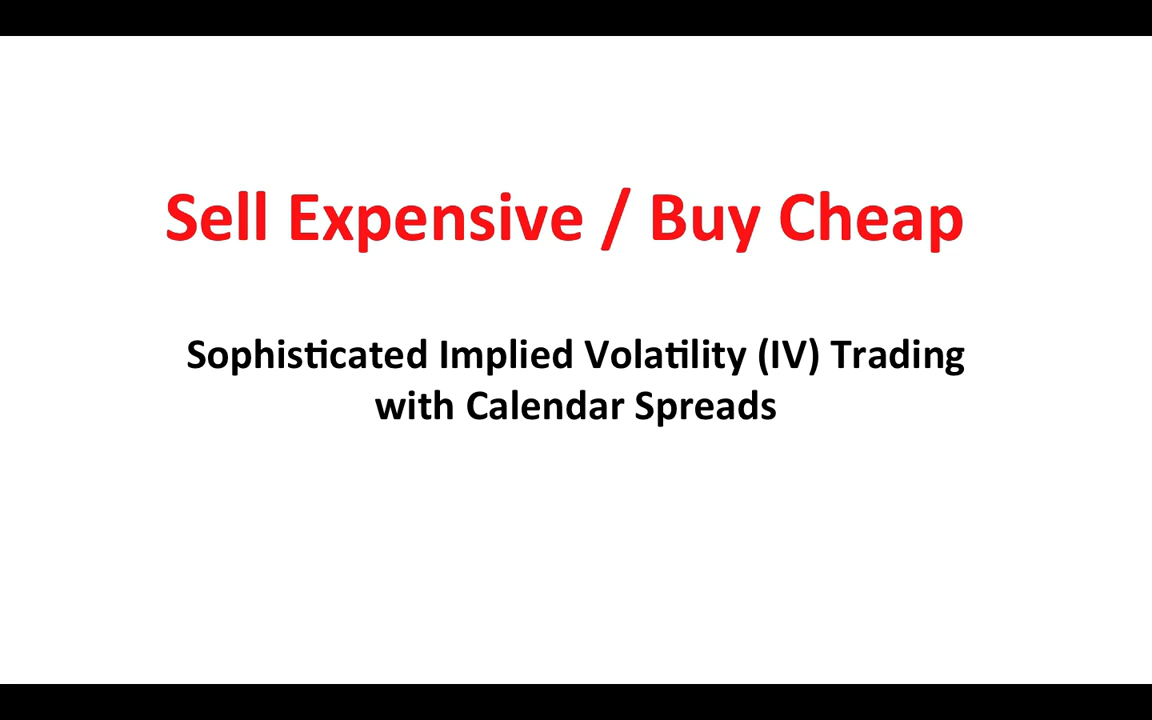 Sell Expensive / Buy Cheap
Sophisticated Implied Volatility (IV) Trading
with Calendar Spreads